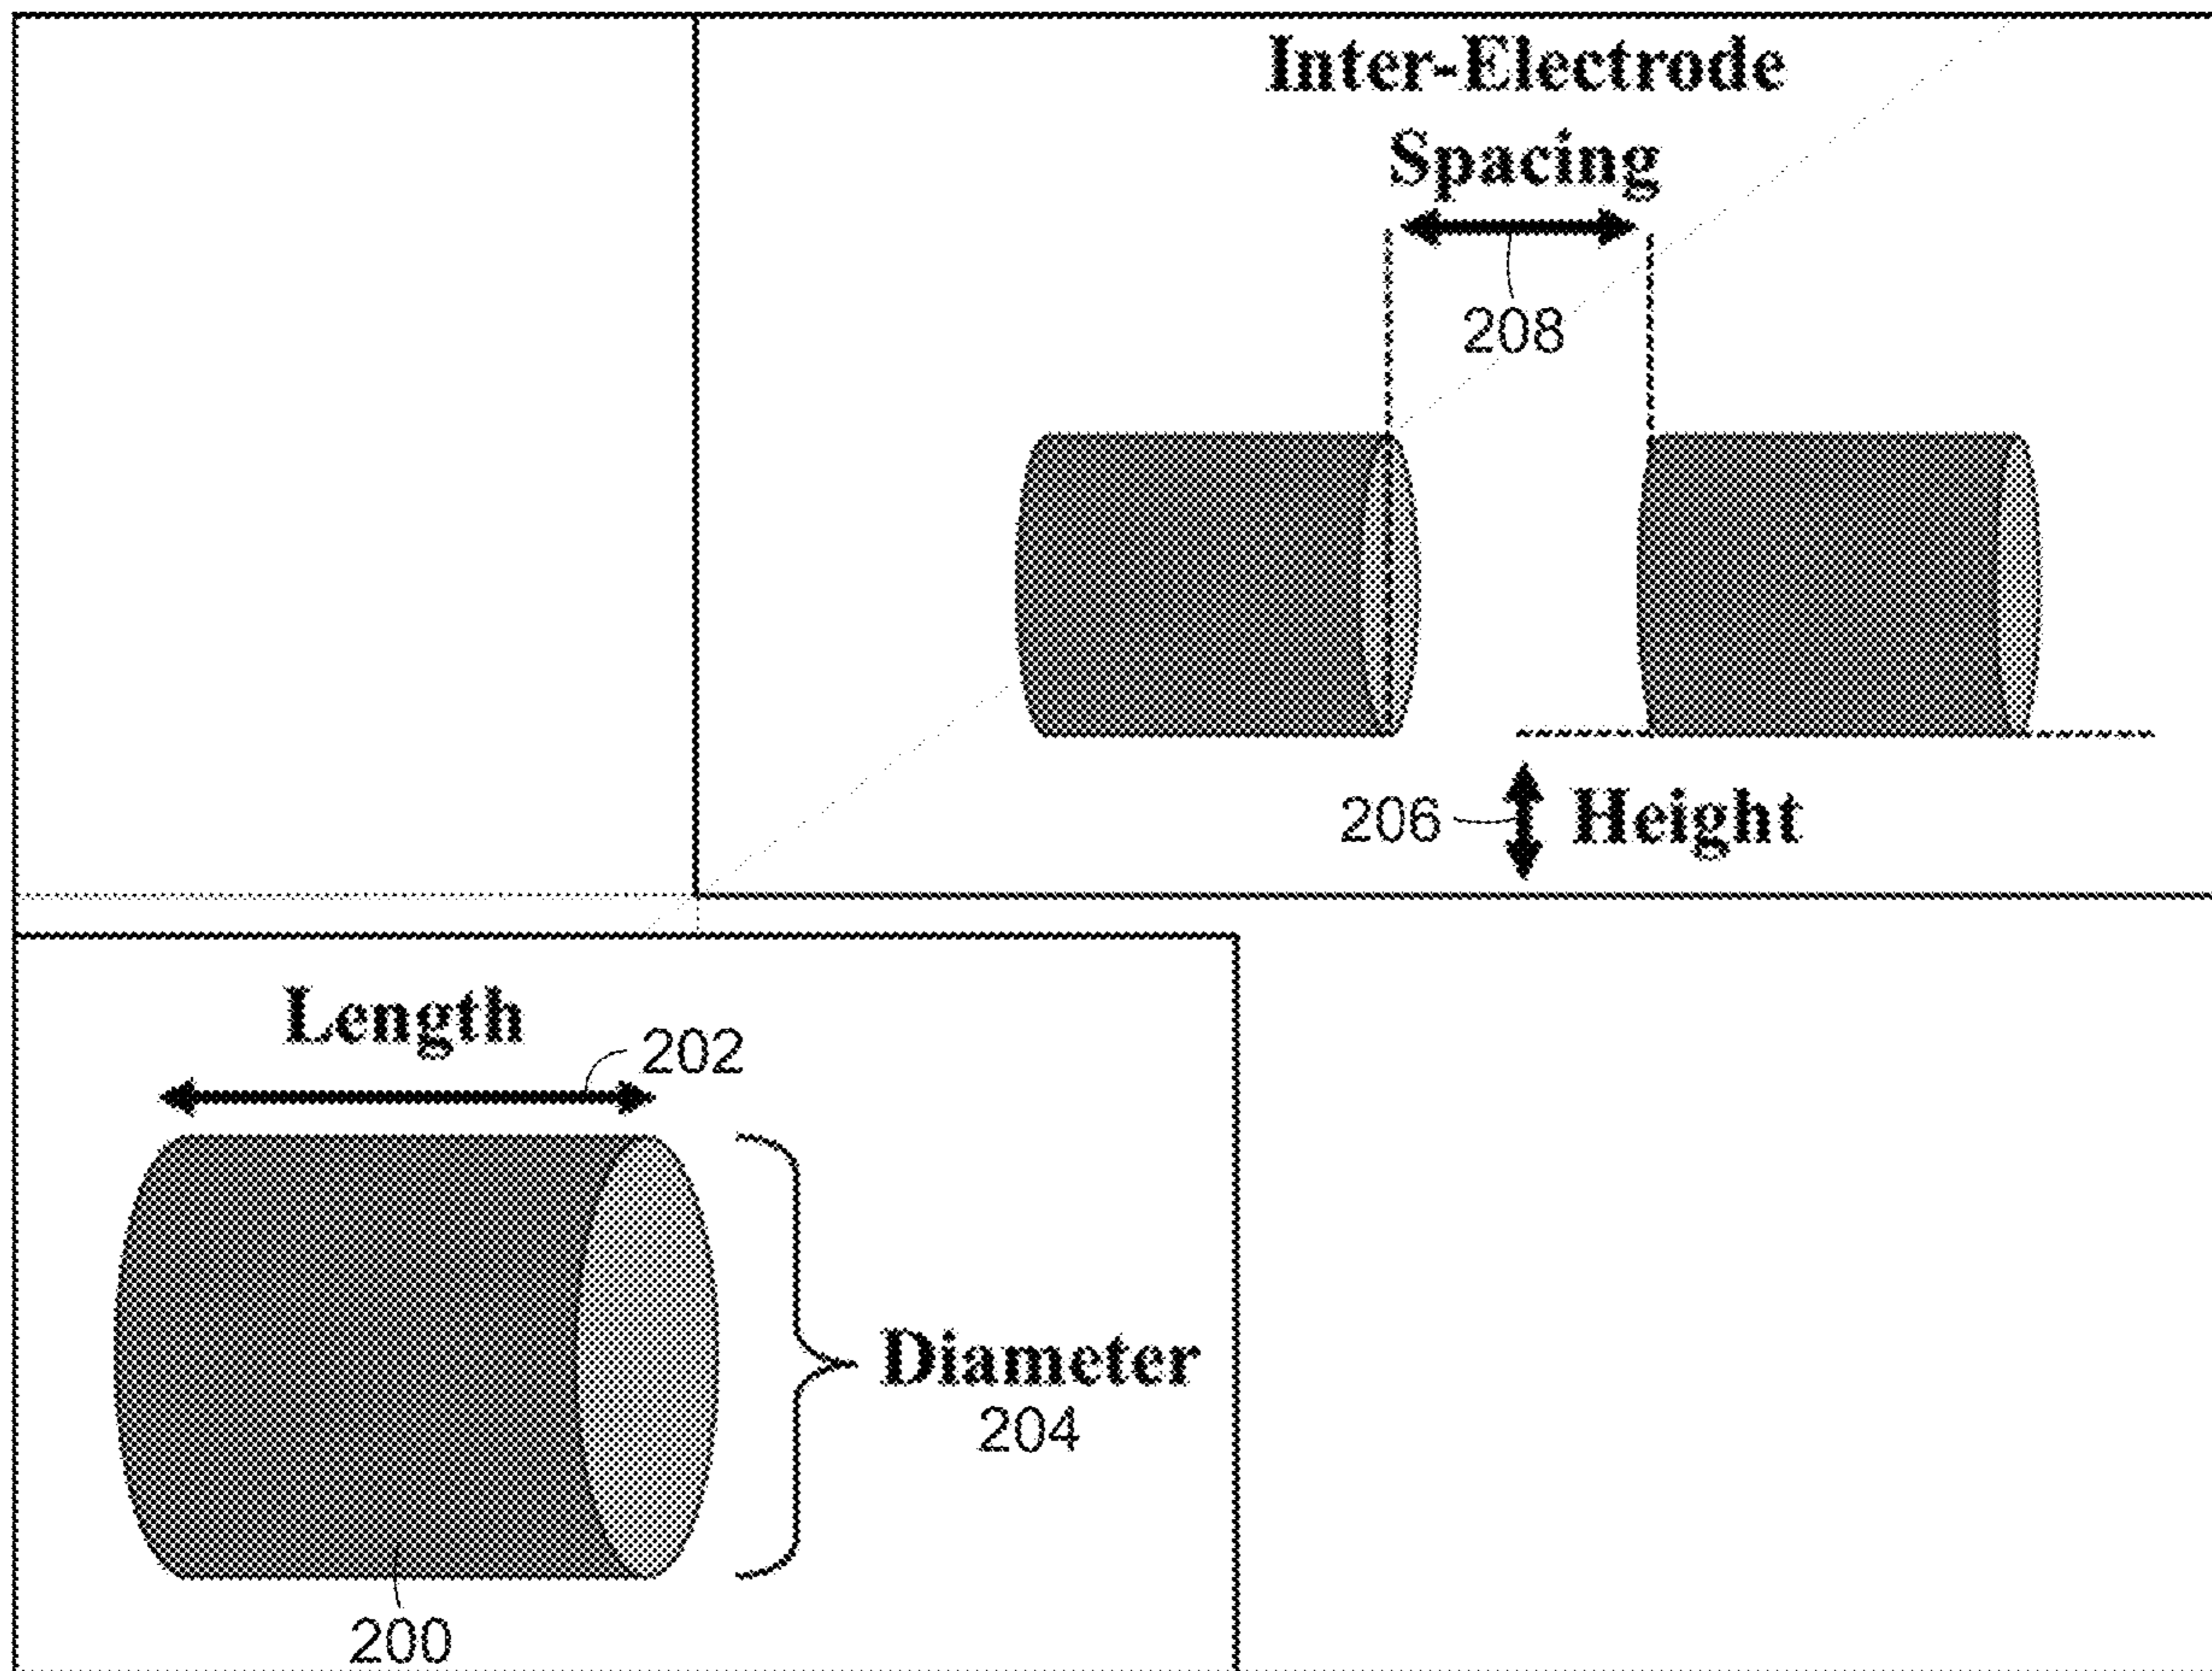 Inter-Electrode
Spacing
208
206 Height
Length
202
Diameter
204
200